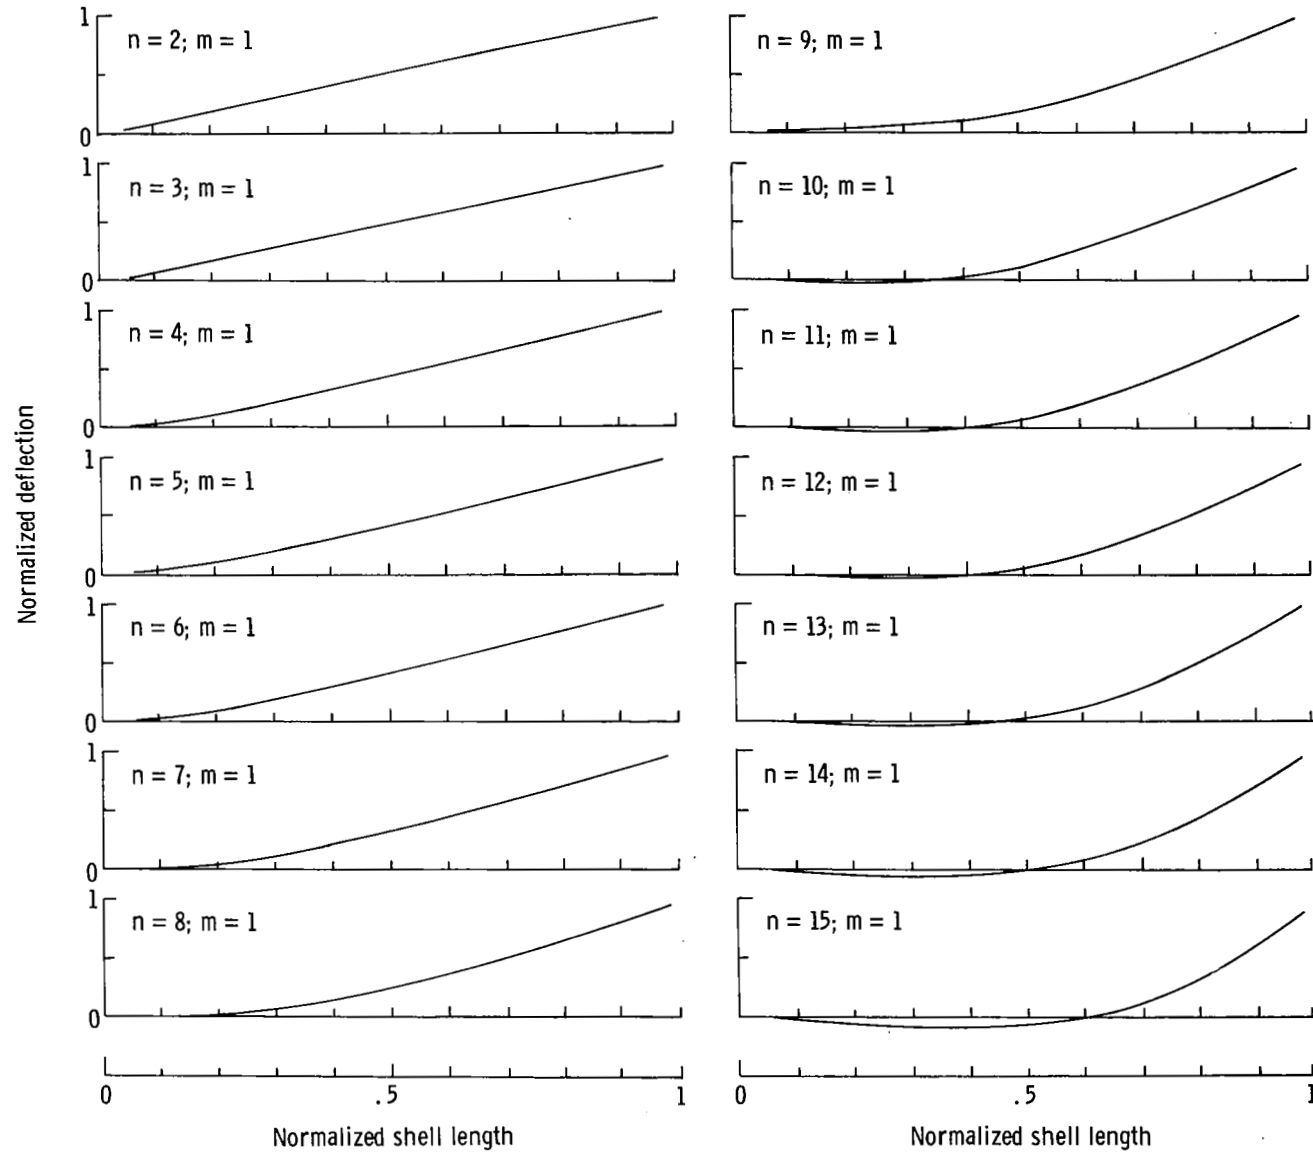 1
n = 2; m = 1
0
1
n = 3; m = 1
0
1
n = 4; m = 1
0
1
n = 5; m = 1
0
1
n = 6; m = 1
0
1
n = 7; m = 1
0
1
n = 8; m = 1
0
0 .5 1
Normalized shell length
Normalized deflection
n = 9; m = 1
n = 10; m = 1
n = 11; m = 1
n = 12; m = 1
n = 13; m = 1
n = 14; m = 1
n = 15; m = 1
0 .5 1
Normalized shell length